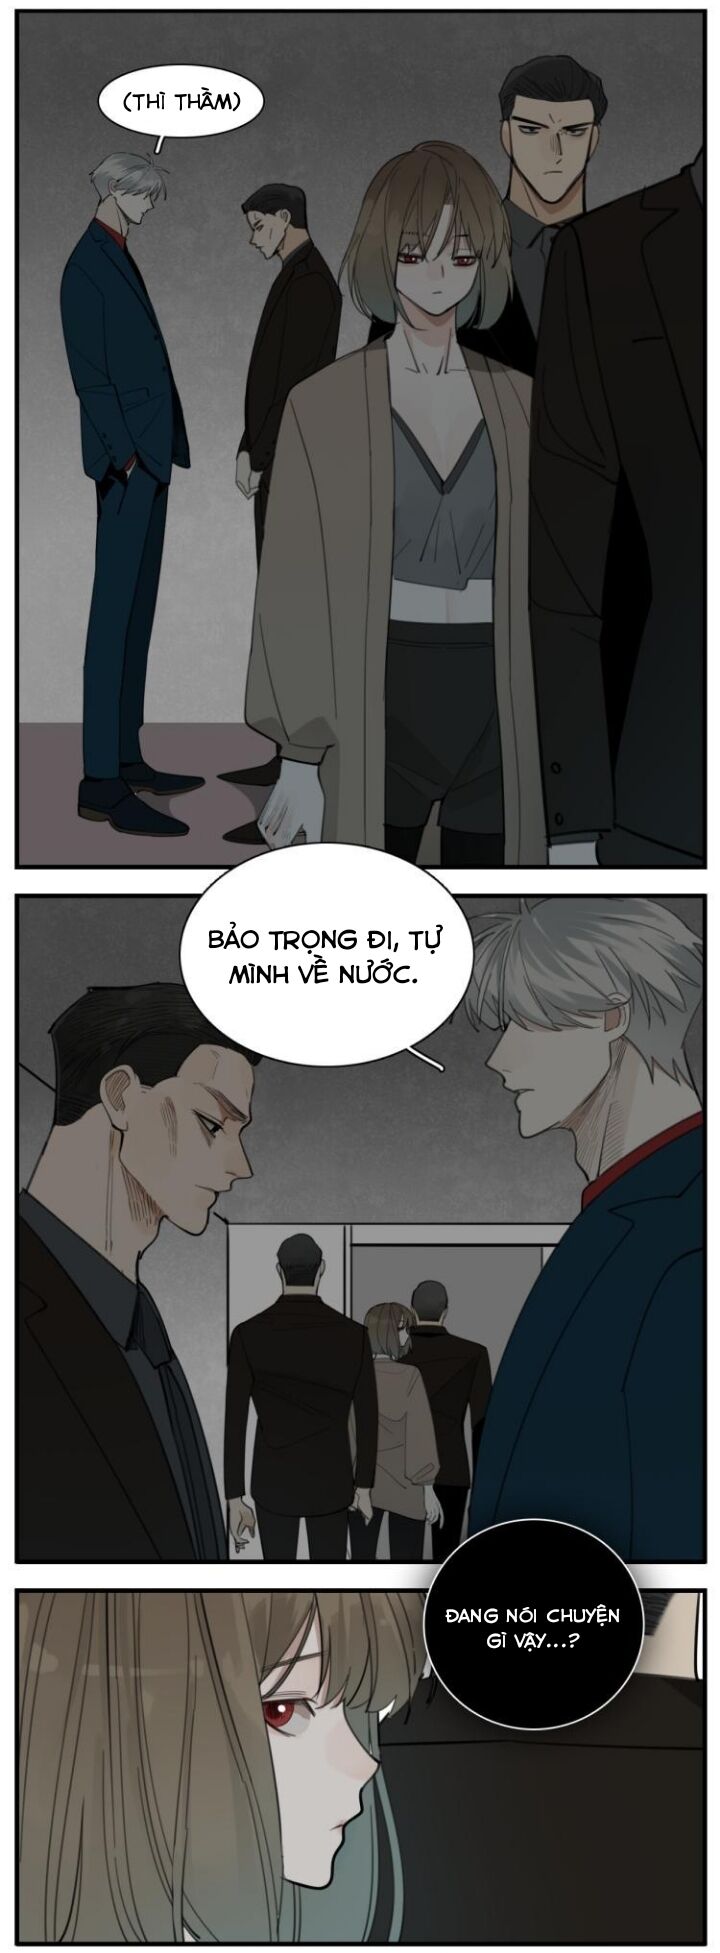 (THÌ THẦM)
BẢO TRỌNG ĐI, TỰ
MÌNH VỀ NƯỚC.
ĐANG NÓI CHUYỆN
GÌ VẬY...?